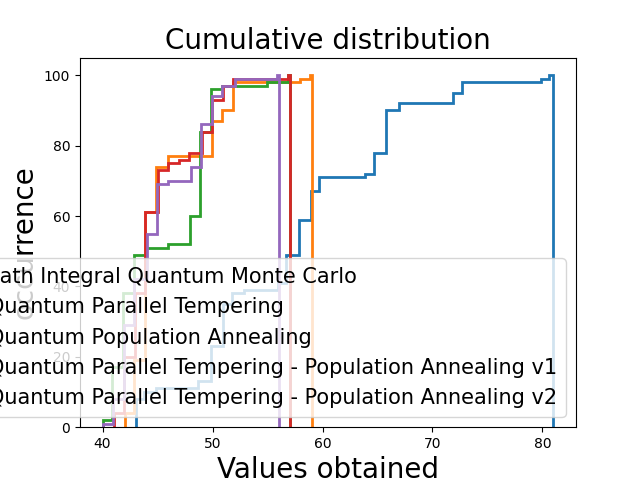 Cumulative distribution
100
80
60
40
20
0
occurrence
ath Integral Quantum Monte Carlo
Quantum Parallel Tempering
Quantum Population Annealing
Quantum Parallel Tempering - Population Annealing v1
Quantum Parallel Tempering - Population Annealing v2
40 50 60 70 80
Values obtained